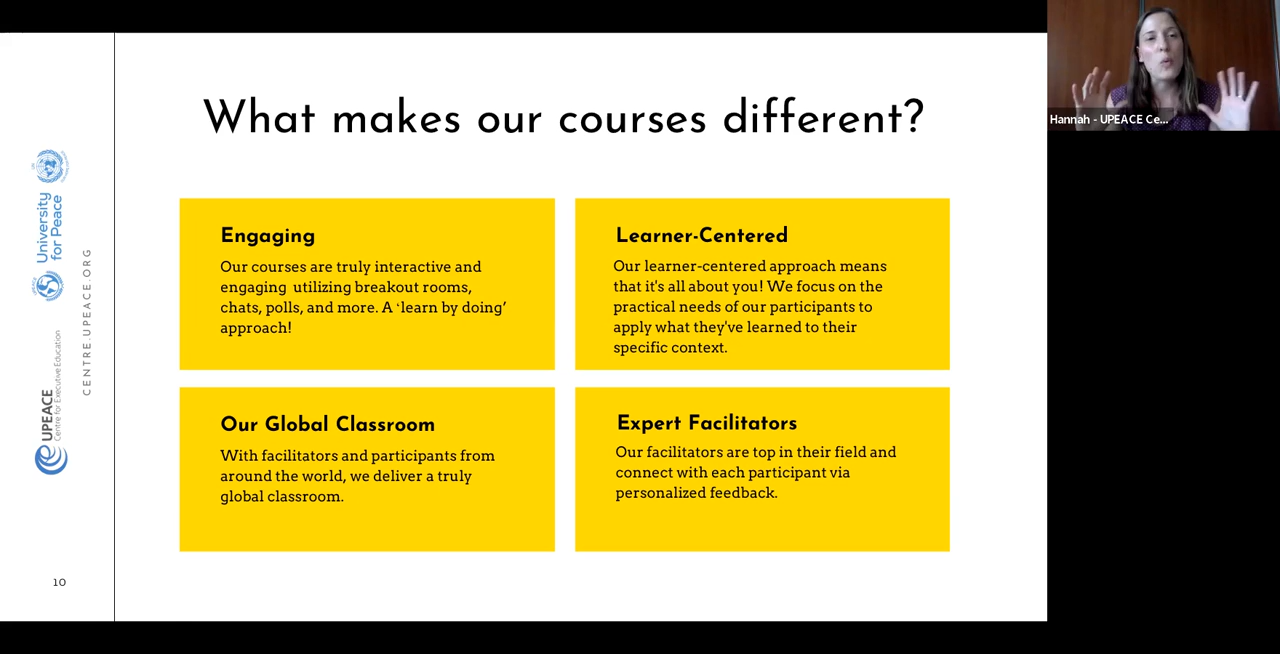 What makes our courses different?
Engaging
Our courses are truly interactive and
engaging utilizing breakout rooms,
chats, polls, and more. A ‘learn by doing’
approach!
Learner-Centered
Our learner-centered approach means
that it's all about you! We focus on the
practical needs of our participants to
apply what they've learned to their
specific context.
Our Global Classroom
With facilitators and participants from
around the world, we deliver a truly
global classroom.
Expert Facilitators
Our facilitators are top in their field and
connect with each participant via
personalized feedback.
University
for Peace
UPEACE
Centre for Executive Education
CENTRE.UPEACE.ORG
10
Hannah - UPEACE Ce...